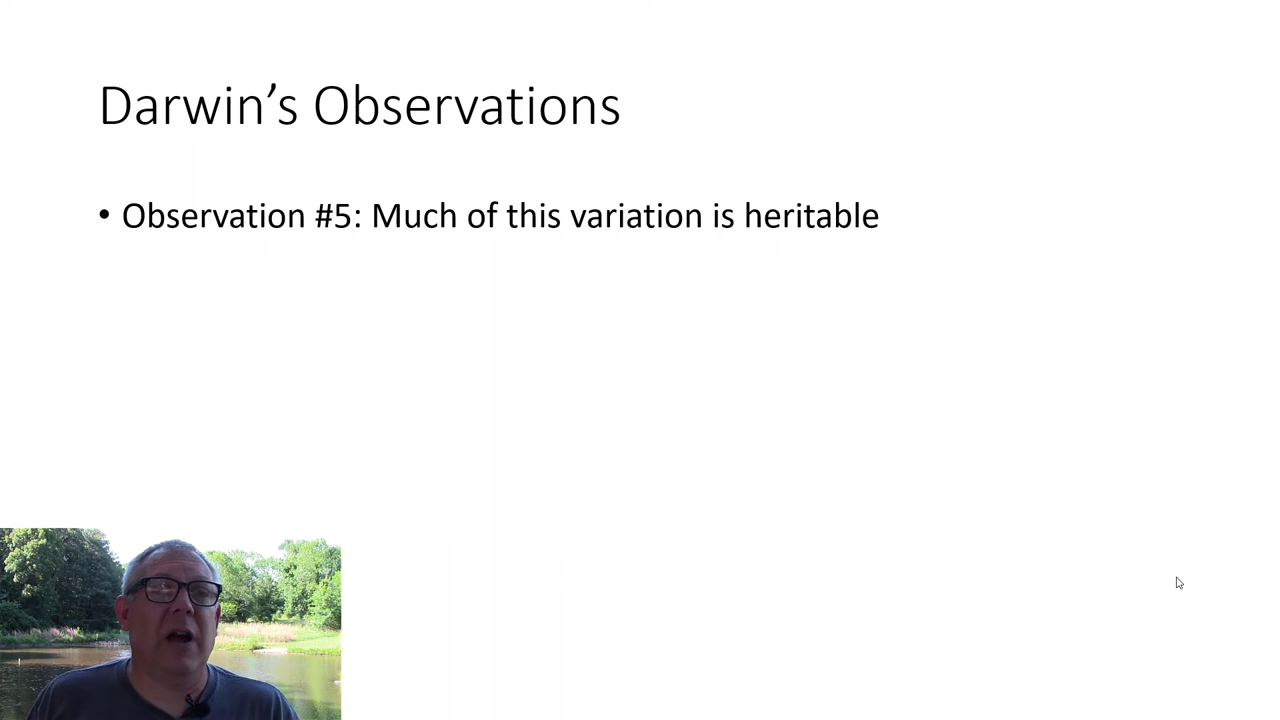 Darwin’s Observations
• Observation #5: Much of this variation is heritable